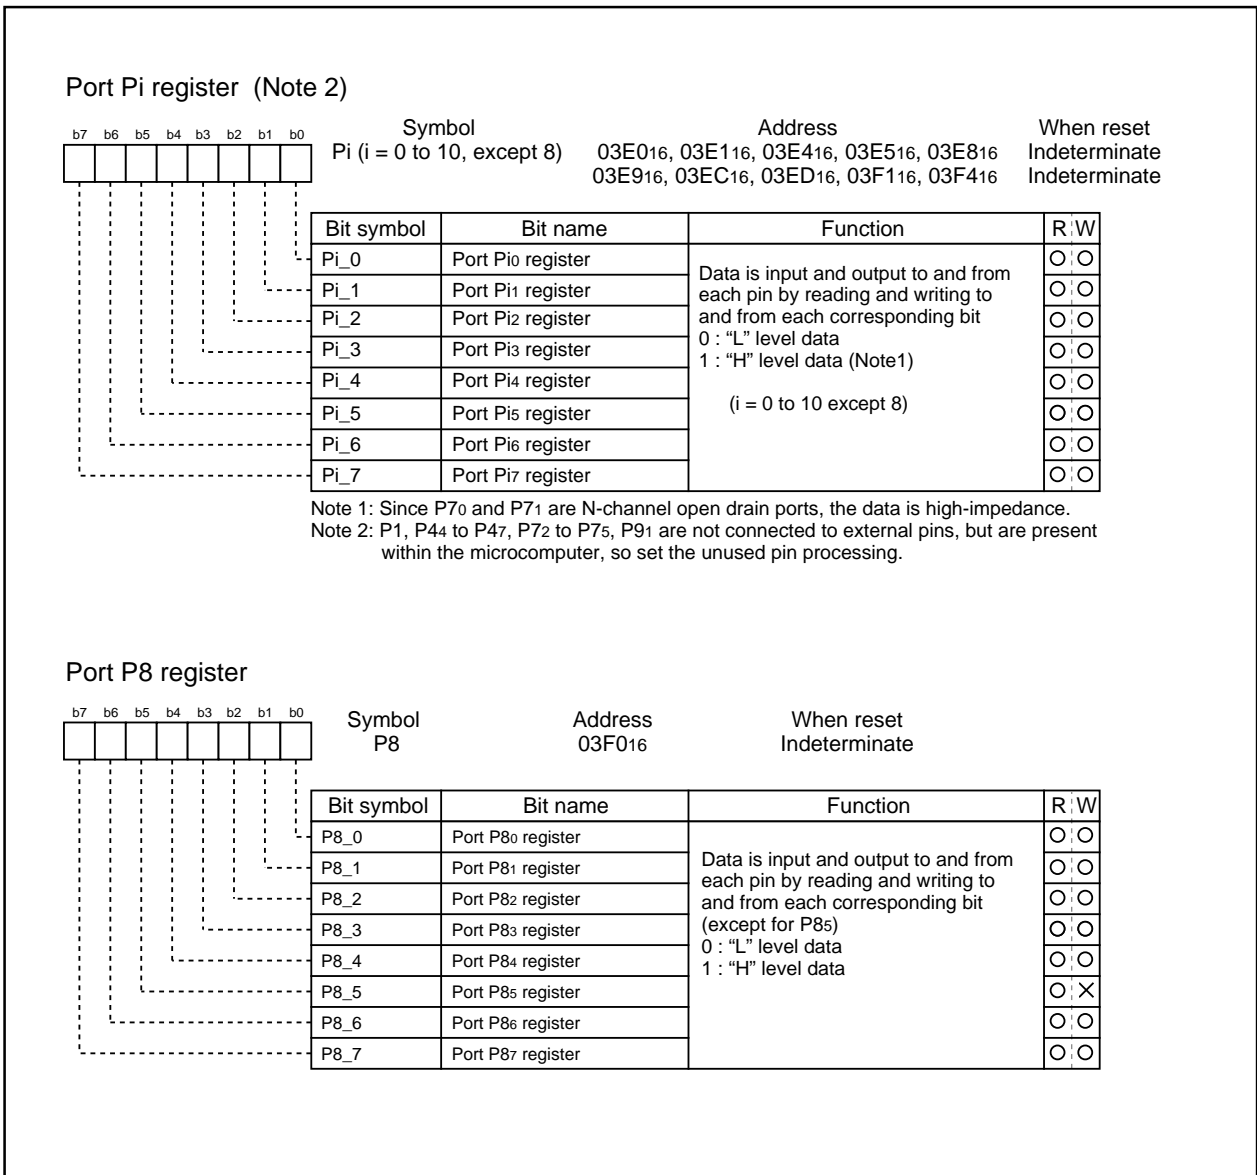 Port Pi register (Note 2)
b7 b6 b5 b4 b3 b2 b1 b0
Symbol Address When reset
Pi (i = 0 to 10, except 8) 03E016, 03E116, 03E416, 03E516, 03E816 Indeterminate
03E916, 03EC16, 03ED16, 03F116, 03F416 Indeterminate
Bit symbol Bit name Function R W
Pi_0 Port Pi0 register
Pi_1 Port Pi1 register
Pi_2 Port Pi2 register
Pi_3 Port Pi3 register
Pi_4 Port Pi4 register
Pi_5 Port Pi5 register
Pi_6 Port Pi6 register
Pi_7 Port Pi7 register
Data is input and output to and from
each pin by reading and writing to
and from each corresponding bit
0 : “L” level data
1 : “H” level data (Note1)
(i = 0 to 10 except 8)
Note 1: Since P70 and P71 are N-channel open drain ports, the data is high-impedance.
Note 2: P1, P44 to P47, P72 to P75, P91 are not connected to external pins, but are present
within the microcomputer, so set the unused pin processing.
Port P8 register
b7 b6 b5 b4 b3 b2 b1 b0
Symbol Address When reset
P8 03F016 Indeterminate
Bit symbol Bit name Function R W
P8_0 Port P80 register
P8_1 Port P81 register
P8_2 Port P82 register
P8_3 Port P83 register
P8_4 Port P84 register
P8_5 Port P85 register
P8_6 Port P86 register
P8_7 Port P87 register
Data is input and output to and from
each pin by reading and writing to
and from each corresponding bit
(except for P85)
0 : “L” level data
1 : “H” level data